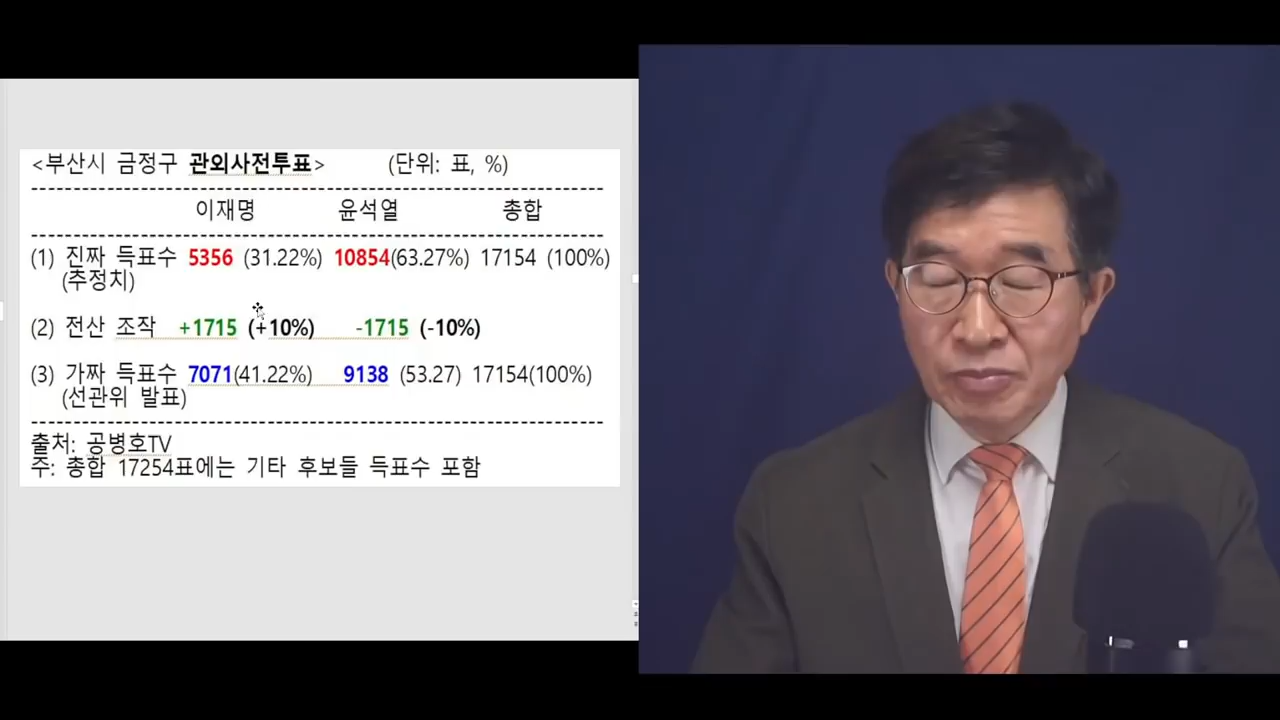 <부산시 금정구 관외사전투표> (단위: 표, %)
이재명 윤석열 총합
(1) 진짜 득표수 5356 (31.22%) 10854(63.27%) 17154 (100%)
(추정치)
(2) 전산 조작 +1715 (+10%) -1715 (-10%)
(3) 가짜 득표수 7071(41.22%) 9138 (53.27) 17154(100%)
(선관위 발표)
출처: 공병호TV
주: 총합 17254표에는 기타 후보들 득표수 포함